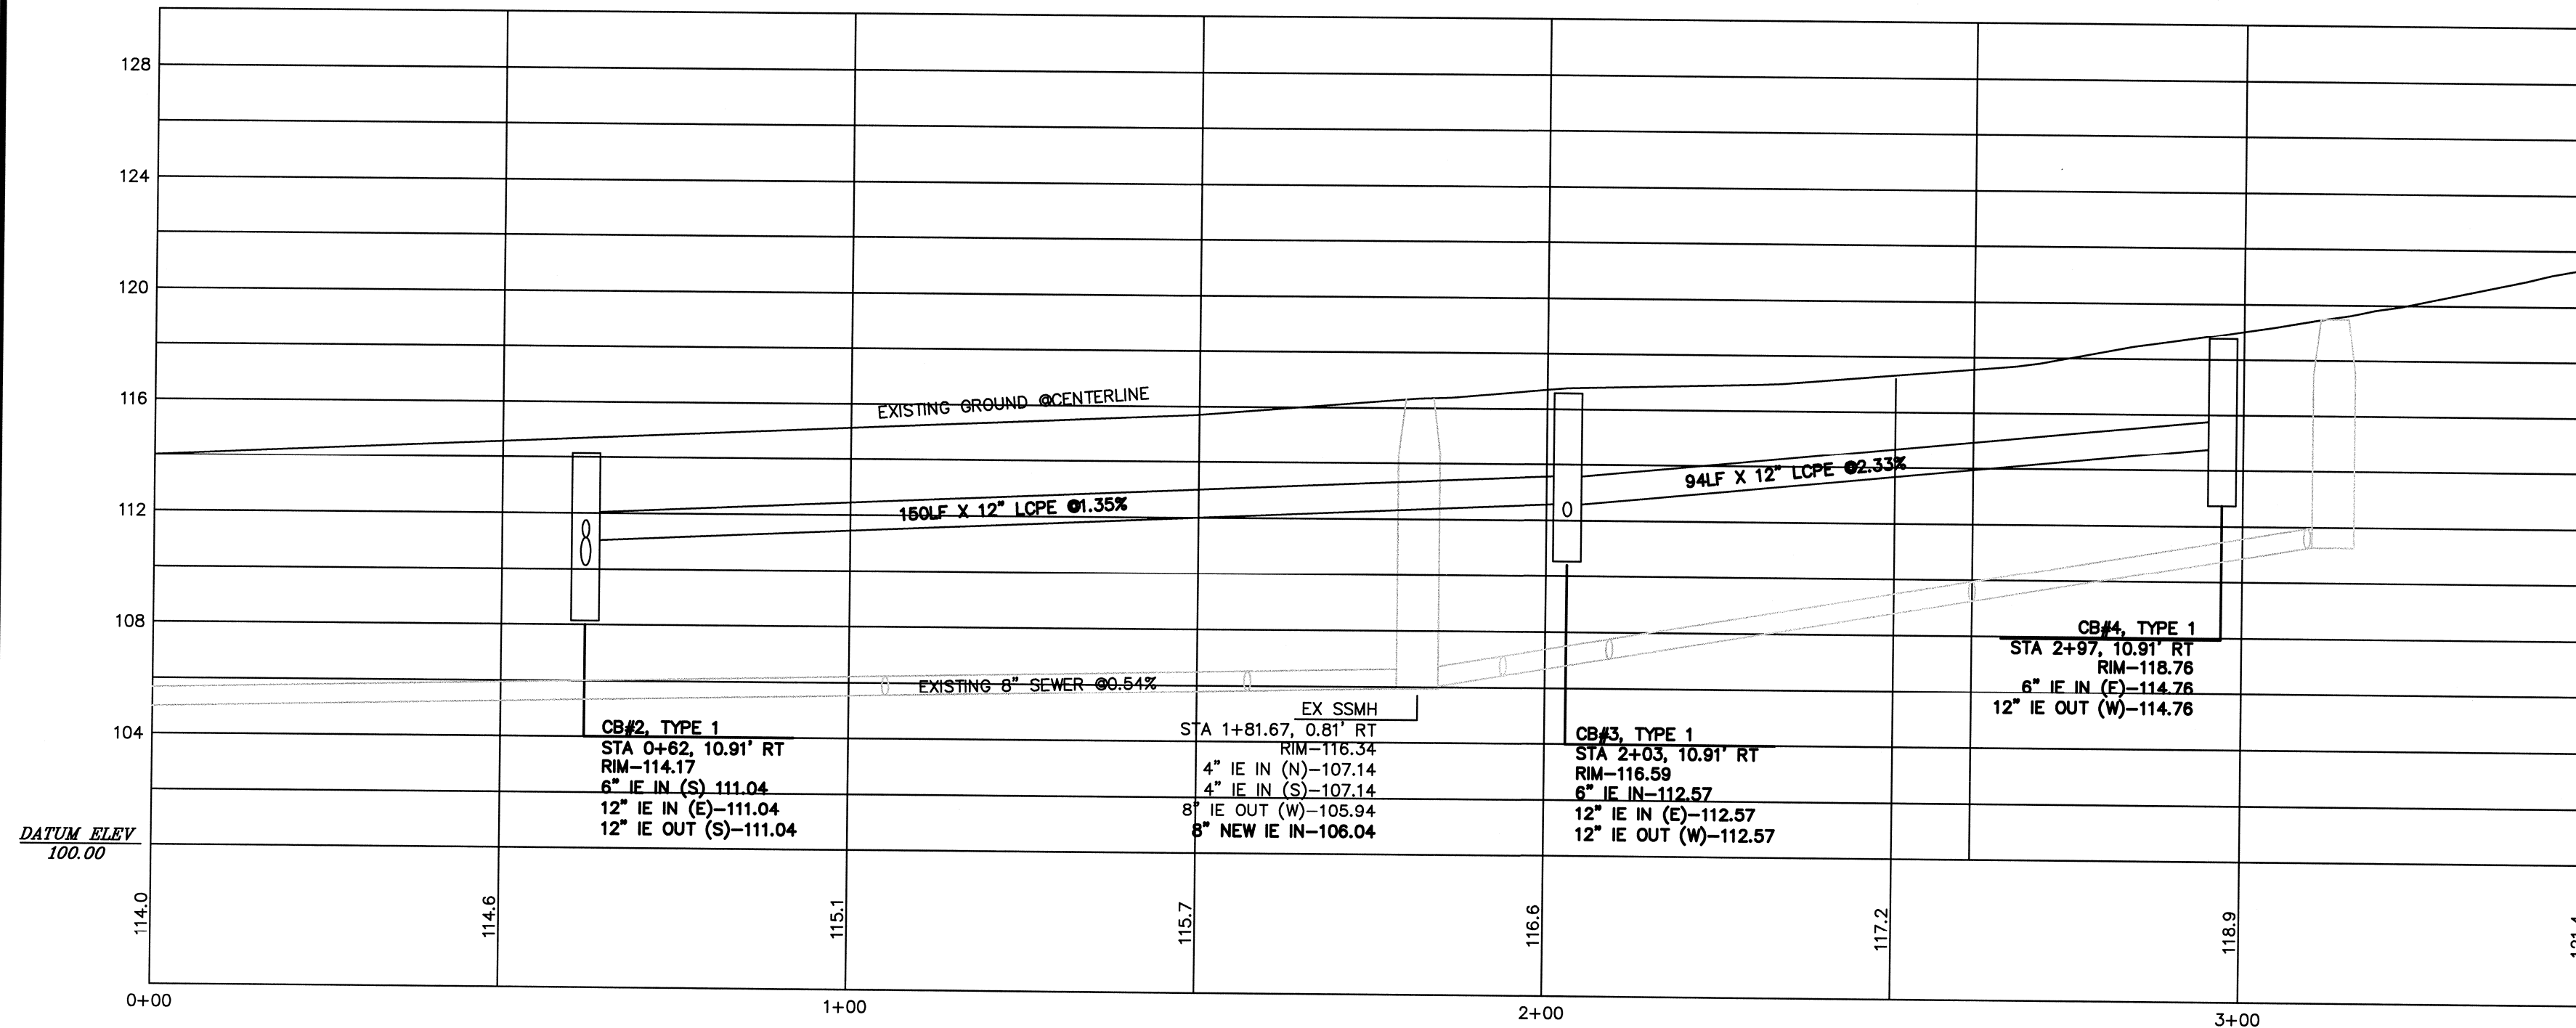 128
124
120
116
112
108
104
DATUM ELEV
100.00
EXISTING GROUND @CENTERLINE
150LF X 12" LCPE @1.35%
94LF X 12" LCPE @2.33%
EXISTING 8" SEWER @0.54%
CB#2, TYPE 1
STA 0+62, 10.91' RT
RIM-114.17
6" IE IN (S) 111.04
12" IE IN (E)-111.04
12" IE OUT (S)-111.04
EX SSMH
STA 1+81.67, 0.81' RT
RIM-116.34
4" IE IN (N)-107.14
4" IE IN (S)-107.14
8" IE OUT (W)-105.94
8" NEW IE IN-106.04
CB#3, TYPE 1
STA 2+03, 10.91' RT
RIM-116.59
6" IE IN-112.57
12" IE IN (E)-112.57
12" IE OUT (W)-112.57
CB#4, TYPE 1
STA 2+97, 10.91' RT
RIM-118.76
6" IE IN (E)-114.76
12" IE OUT (W)-114.76
114.0
114.6
115.1
115.7
116.6
117.2
118.9
0+00
1+00
2+00
3+00